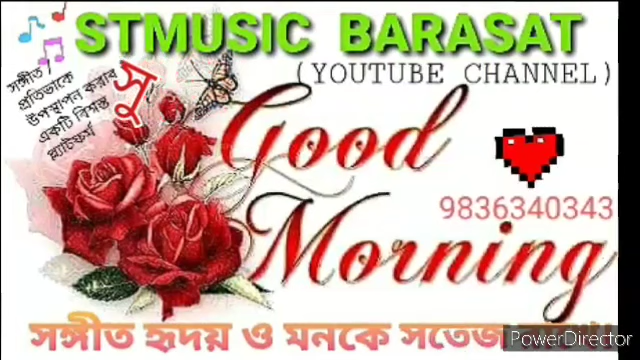 STMUSIC BARASAT
(YOUTUBE CHANNEL)
সঙ্গীত
প্রতিভাকে
উপস্থাপন করার
একটি বিশ্বস্ত
প্ল্যাটফর্ম
সু
Good
Morning
9836340343
সঙ্গীত হৃদয় ও মনকে সতেজ
PowerDirector